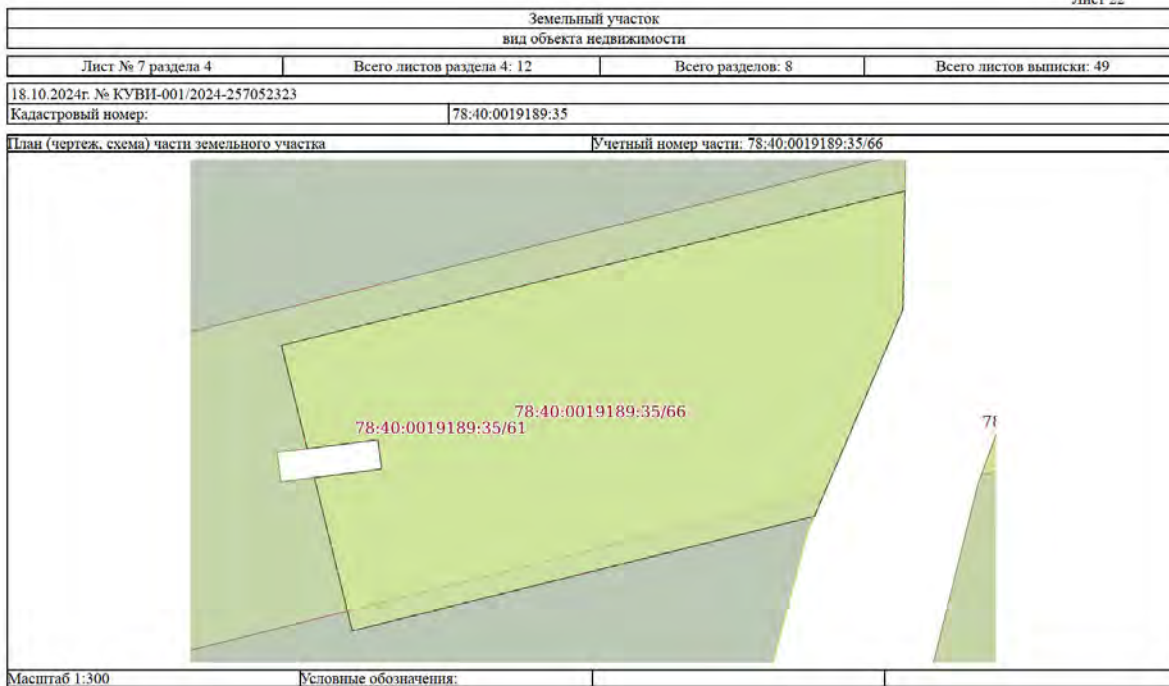 Лист 22
Земельный участок
вид объекта недвижимости
Лист № 7 раздела 4 Всего листов раздела 4: 12 Всего разделов: 8 Всего листов выписки: 49
18.10.2024г. № КУВИ-001/2024-257052323
Кадастровый номер: 78:40:0019189:35
План (чертеж, схема) части земельного участка Учетный номер части: 78:40:0019189:35/66
78:40:0019189:35/66
78:40:0019189:35/61
Масштаб 1:300 Условные обозначения: